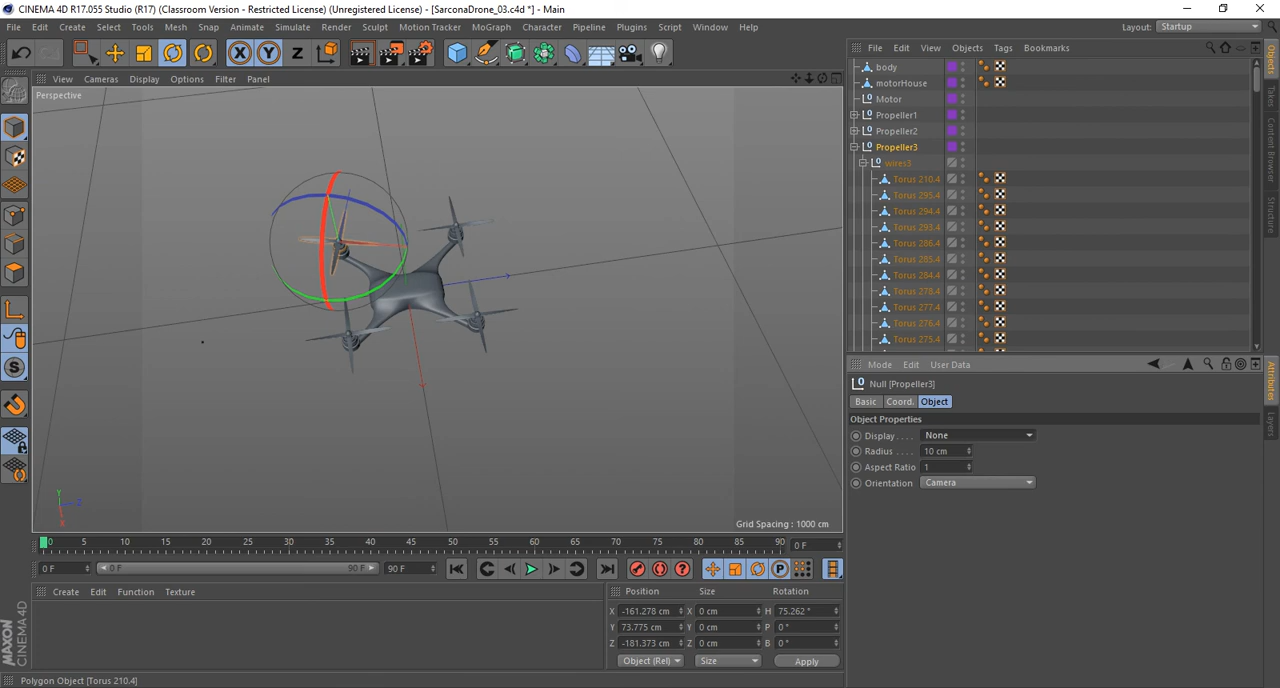 CINEMA 4D R17.055 Studio (R17) (Classroom Version - Restricted License) (Unregistered License) - [SarconaDrone_03.c4d *] - Main
File Edit Create Select Tools Mesh Snap Animate Simulate Render Sculpt Motion Tracker MoGraph Character Pipeline Plugins Script Window Help Layout: Startup
X Y Z
View Cameras Display Options Filter Panel
Perspective
Grid Spacing : 1000 cm
Y
Z
X
S
File Edit View Objects Tags Bookmarks
body
motorHouse
Motor
Propeller1
Propeller2
Propeller3
wires3
Torus 210.4
Torus 295.4
Torus 294.4
Torus 293.4
Torus 286.4
Torus 285.4
Torus 284.4
Torus 278.4
Torus 277.4
Torus 276.4
Torus 275.4
Objects
Takes
Content Browser
Structure
Mode Edit User Data
Null [Propeller3]
Basic Coord. Object
Object Properties
Display . . . . None
Radius . . . . 10 cm
Aspect Ratio 1
Orientation Camera
Attributes
Layers
0 5 10 15 20 25 30 35 40 45 50 55 60 65 70 75 80 85 90 0 F
0 F 0 F 90 F 90 F
P
Create Edit Function Texture
Position Size Rotation
X -161.278 cm X 0 cm H 75.262 °
Y 73.775 cm Y 0 cm P 0 °
Z -181.373 cm Z 0 cm B 0 °
Object (Rel) Size Apply
MAXON
CINEMA 4D
Polygon Object [Torus 210.4]